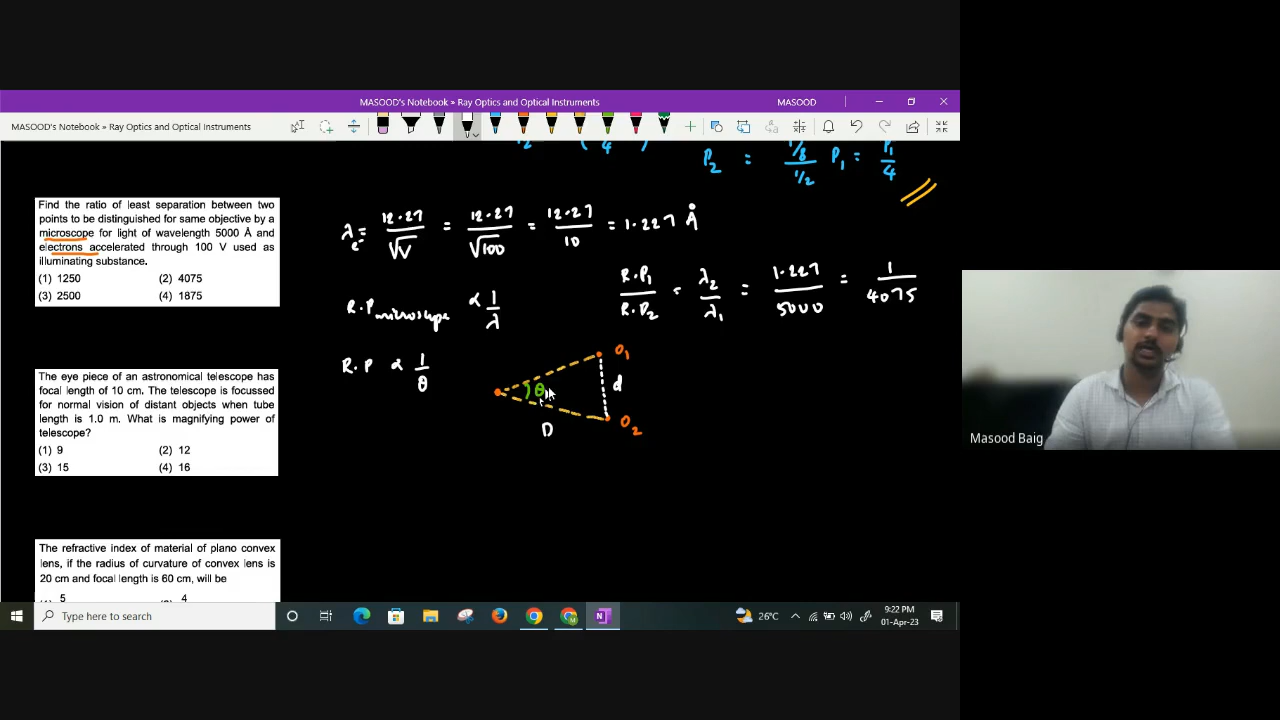 MASOOD's Notebook » Ray Optics and Optical Instruments
MASOOD
MASOOD's Notebook » Ray Optics and Optical Instruments
P₂ = 1/8 / 1/2 P₁ = P₁/4
Find the ratio of least separation between two
points to be distinguished for same objective by a
microscope for light of wavelength 5000 Å and
electrons accelerated through 100 V used as
illuminating substance.
(1) 1250 (2) 4075
(3) 2500 (4) 1875
λe⁻ = 12.27/√V = 12.27/√100 = 12.27/10 = 1.227 Å
R.P microscope ∝ 1/λ
R.P₁/R.P₂ = λ₂/λ₁ = 1.227/5000 = 1/4075
R.P ∝ 1/θ
O₁
θ
d
O₂
D
The eye piece of an astronomical telescope has
focal length of 10 cm. The telescope is focussed
for normal vision of distant objects when tube
length is 1.0 m. What is magnifying power of
telescope?
(1) 9 (2) 12
(3) 15 (4) 16
The refractive index of material of plano convex
lens, if the radius of curvature of convex lens is
20 cm and focal length is 60 cm, will be
5 4
Masood Baig
Type here to search
26°C
9:22 PM
01-Apr-23